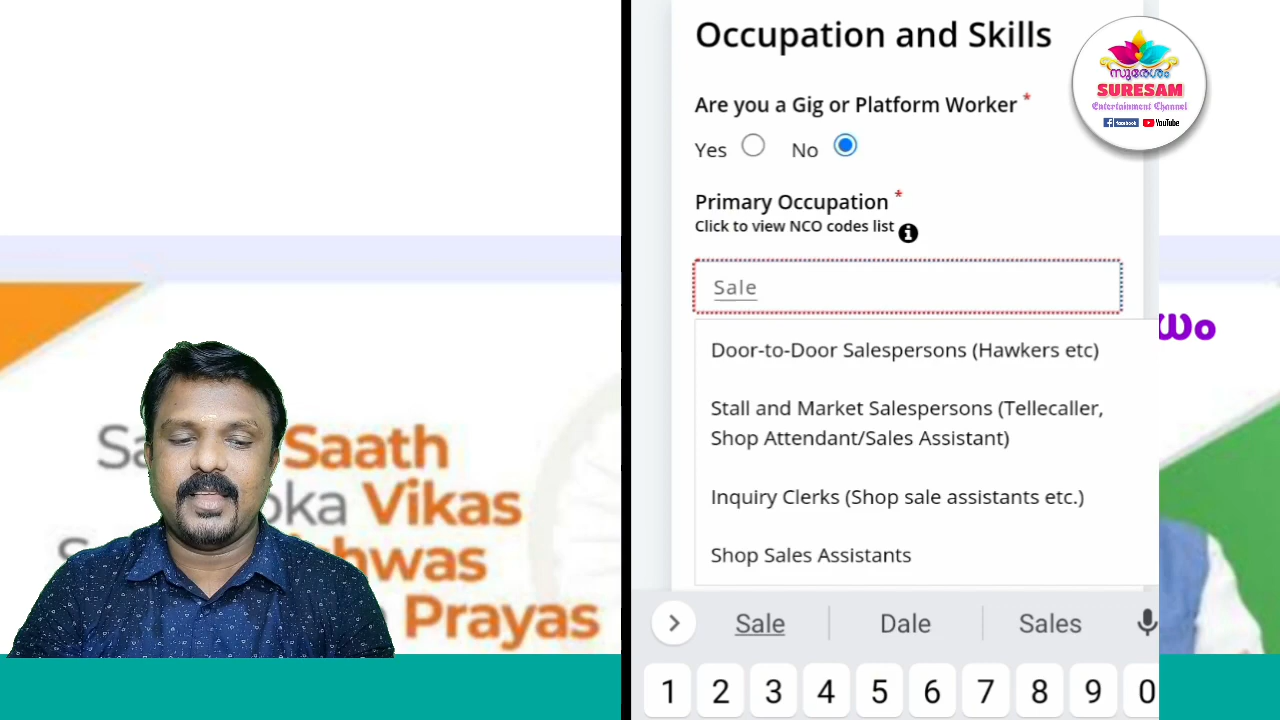 Saath
Vikas
Prayas
Occupation and Skills
Are you a Gig or Platform Worker *
Yes No
Primary Occupation *
Click to view NCO codes list
Sale
Door-to-Door Salespersons (Hawkers etc)
Stall and Market Salespersons (Tellecaller,
Shop Attendant/Sales Assistant)
Inquiry Clerks (Shop sale assistants etc.)
Shop Sales Assistants
Sale Dale Sales
1 2 3 4 5 6 7 8 9 0
സുരേശം
SURESAM
Entertainment Channel
facebook YouTube